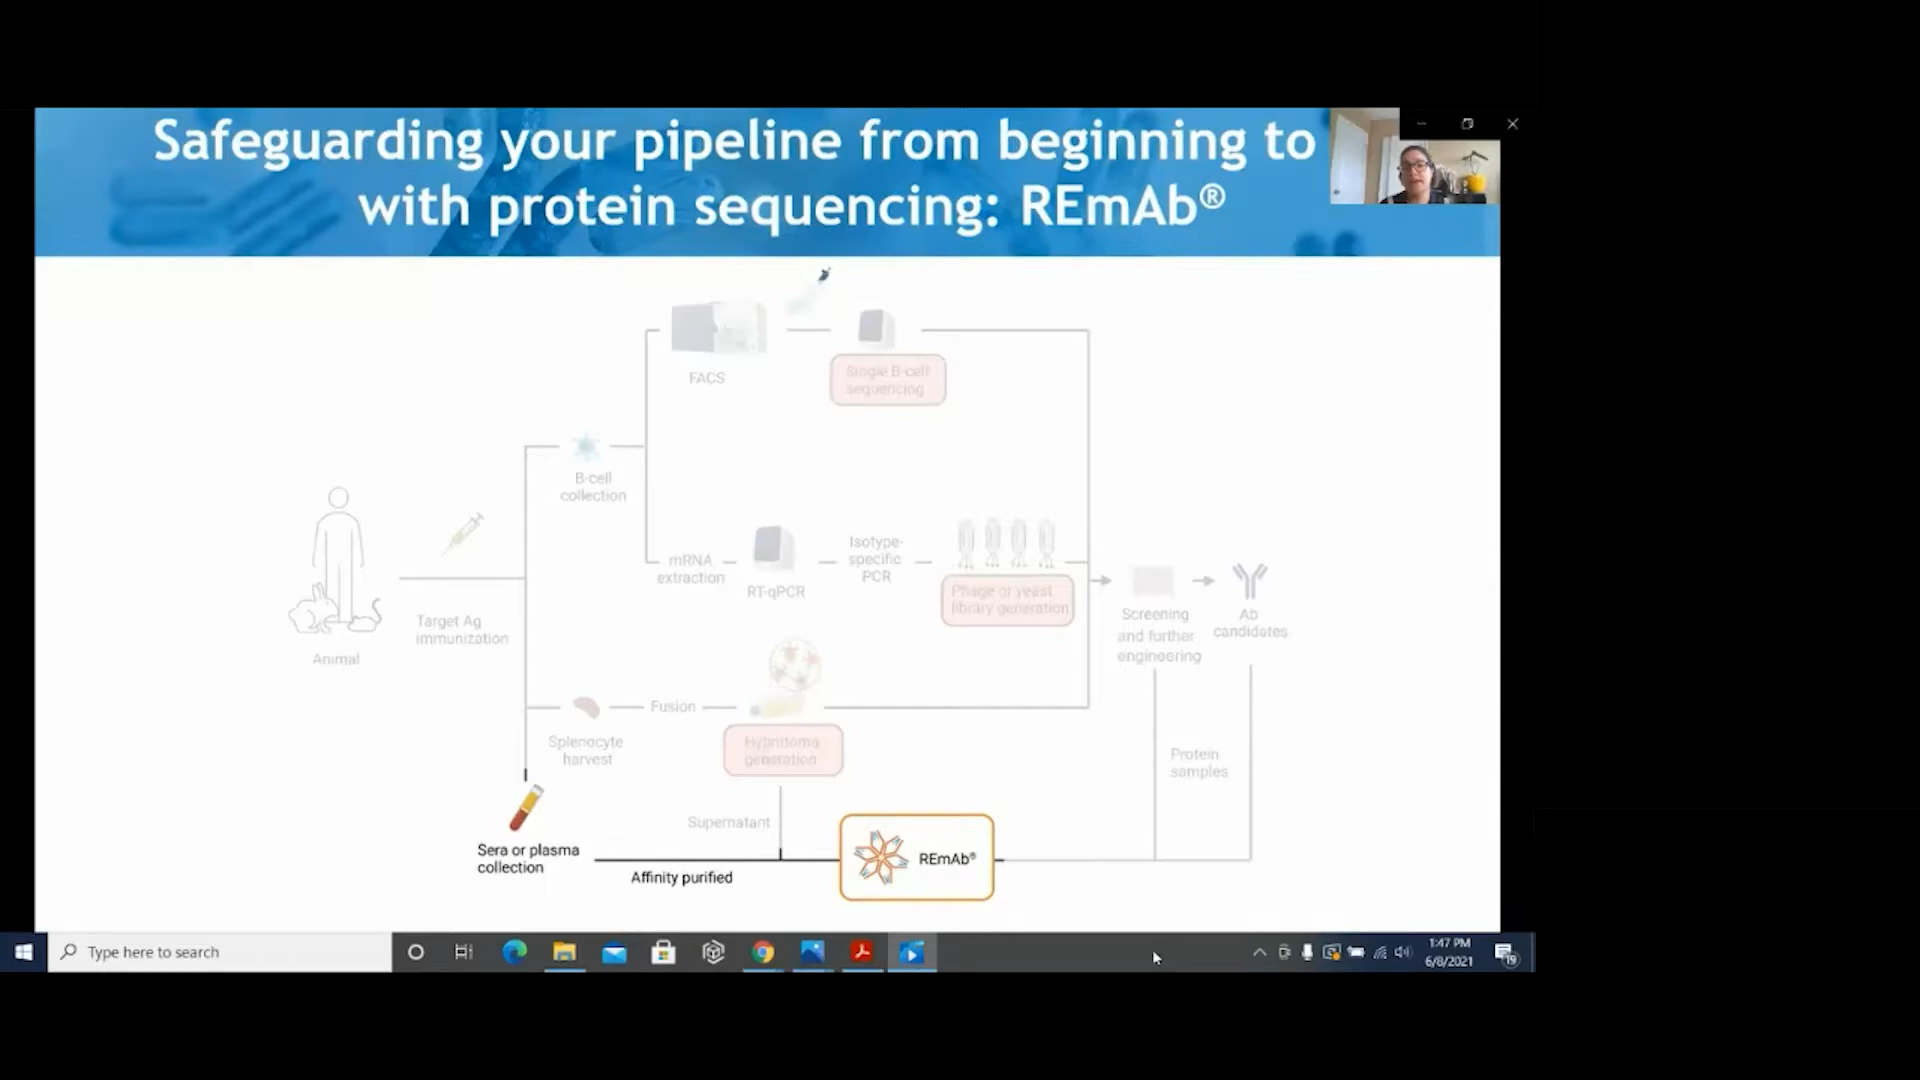 Safeguarding your pipeline from beginning to
with protein sequencing: REmAb®
FACS
Single B-cell
sequencing
B-cell
collection
mRNA
extraction
RT-qPCR
Isotype-
specific
PCR
Phage or yeast
library generation
Target Ag
immunization
Animal
Screening
and further
engineering
Ab
candidates
Splenocyte
harvest
Fusion
Hybridoma
generation
Protein
samples
Supernatant
Sera or plasma
collection
Affinity purified
REmAb®
Type here to search
1:47 PM
6/8/2021
19